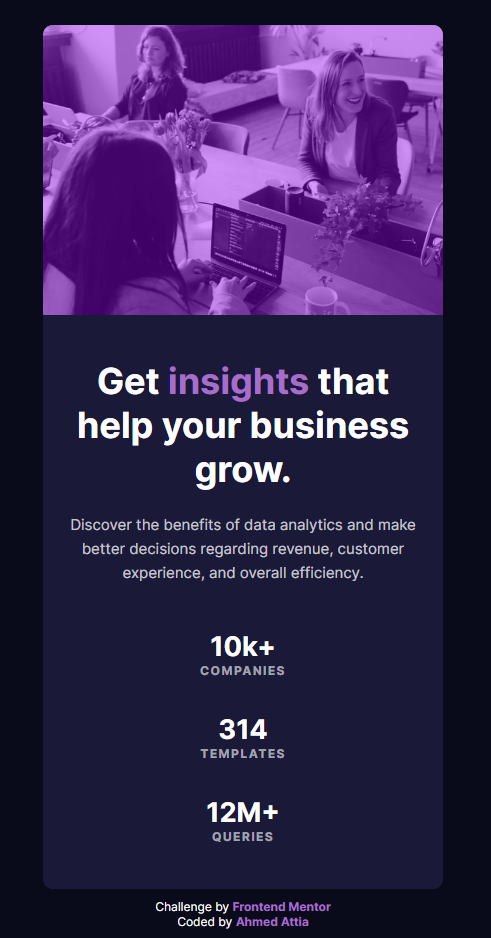 Get insights that
help your business
grow.
Discover the benefits of data analytics and make
better decisions regarding revenue, customer
experience, and overall efficiency.
10k+
COMPANIES
314
TEMPLATES
12M+
QUERIES
Challenge by Frontend Mentor
Coded by Ahmed Attia